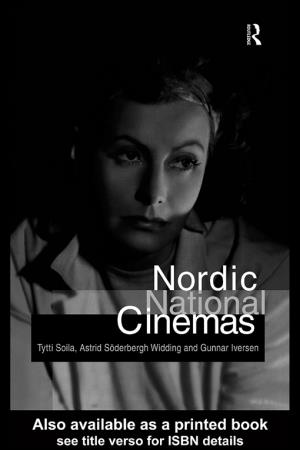 ROUTLEDGE
Nordic
National
Cinemas
Tytti Soila, Astrid Söderbergh Widding and Gunnar Iversen
Also available as a printed book
see title verso for ISBN details